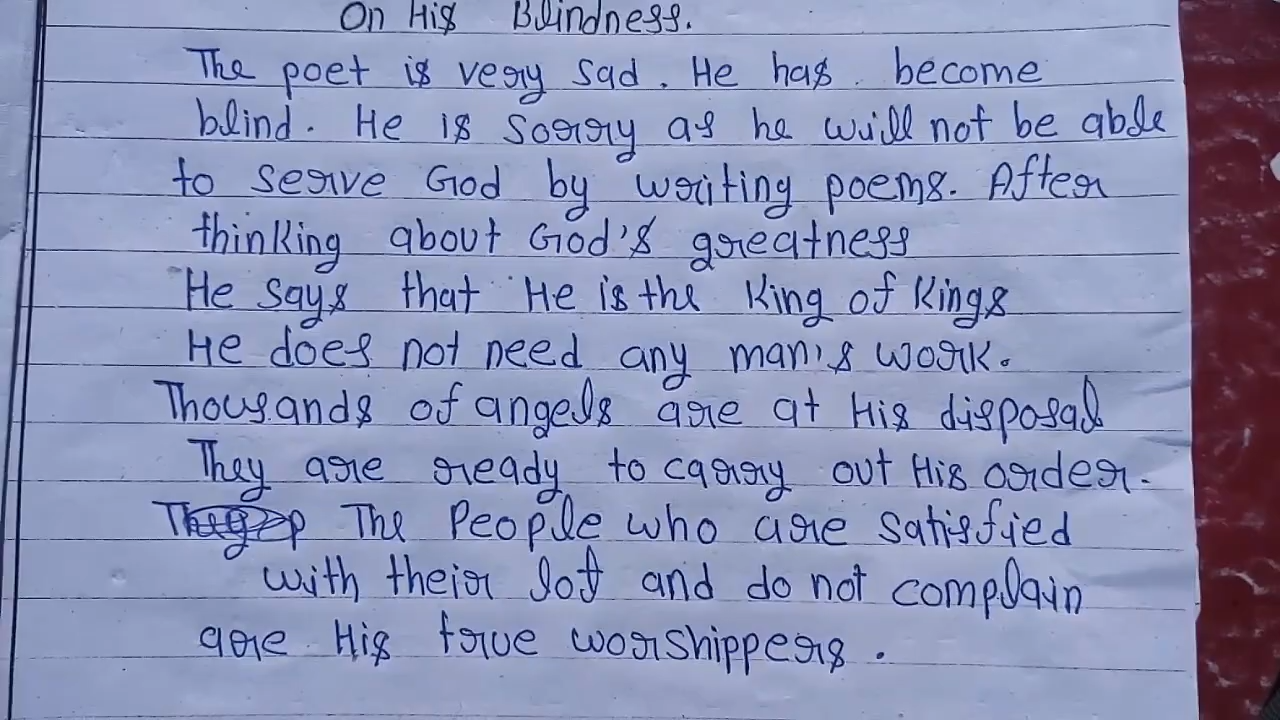 On His Blindness.
The poet is very sad. He has become
blind. He is sorry as he will not be able
to serve God by writing poems. After
thinking about God's greatness
He says that He is the King of Kings
He does not need any man's work.
Thousands of angels are at His disposal
They are ready to carry out His order.
The People who are satisfied
with their lot and do not complain
are His true worshippers.